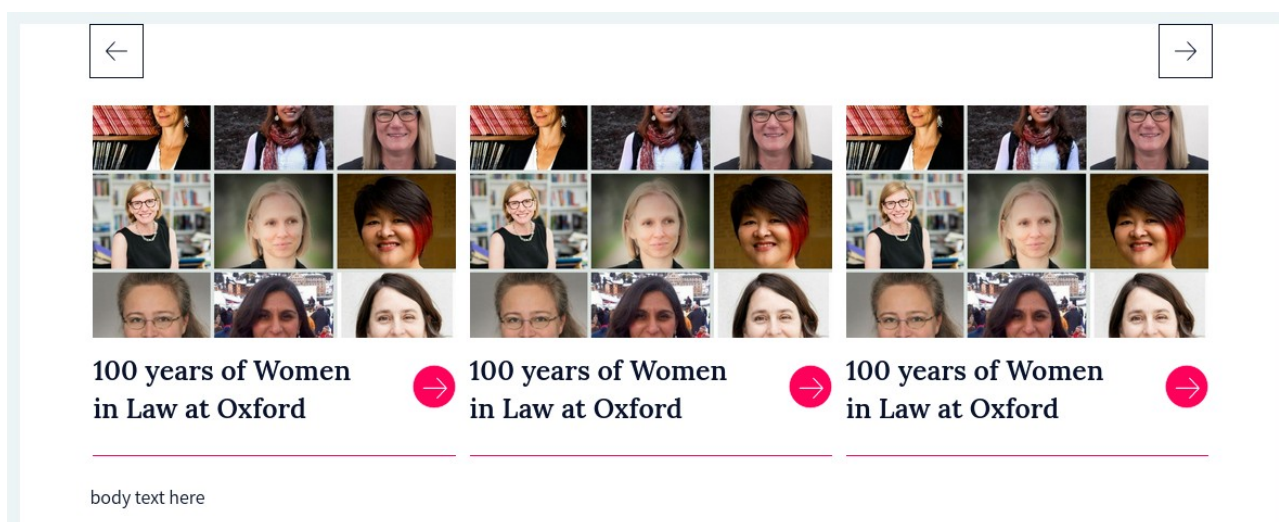 100 years of Women
in Law at Oxford
100 years of Women
in Law at Oxford
100 years of Women
in Law at Oxford
body text here